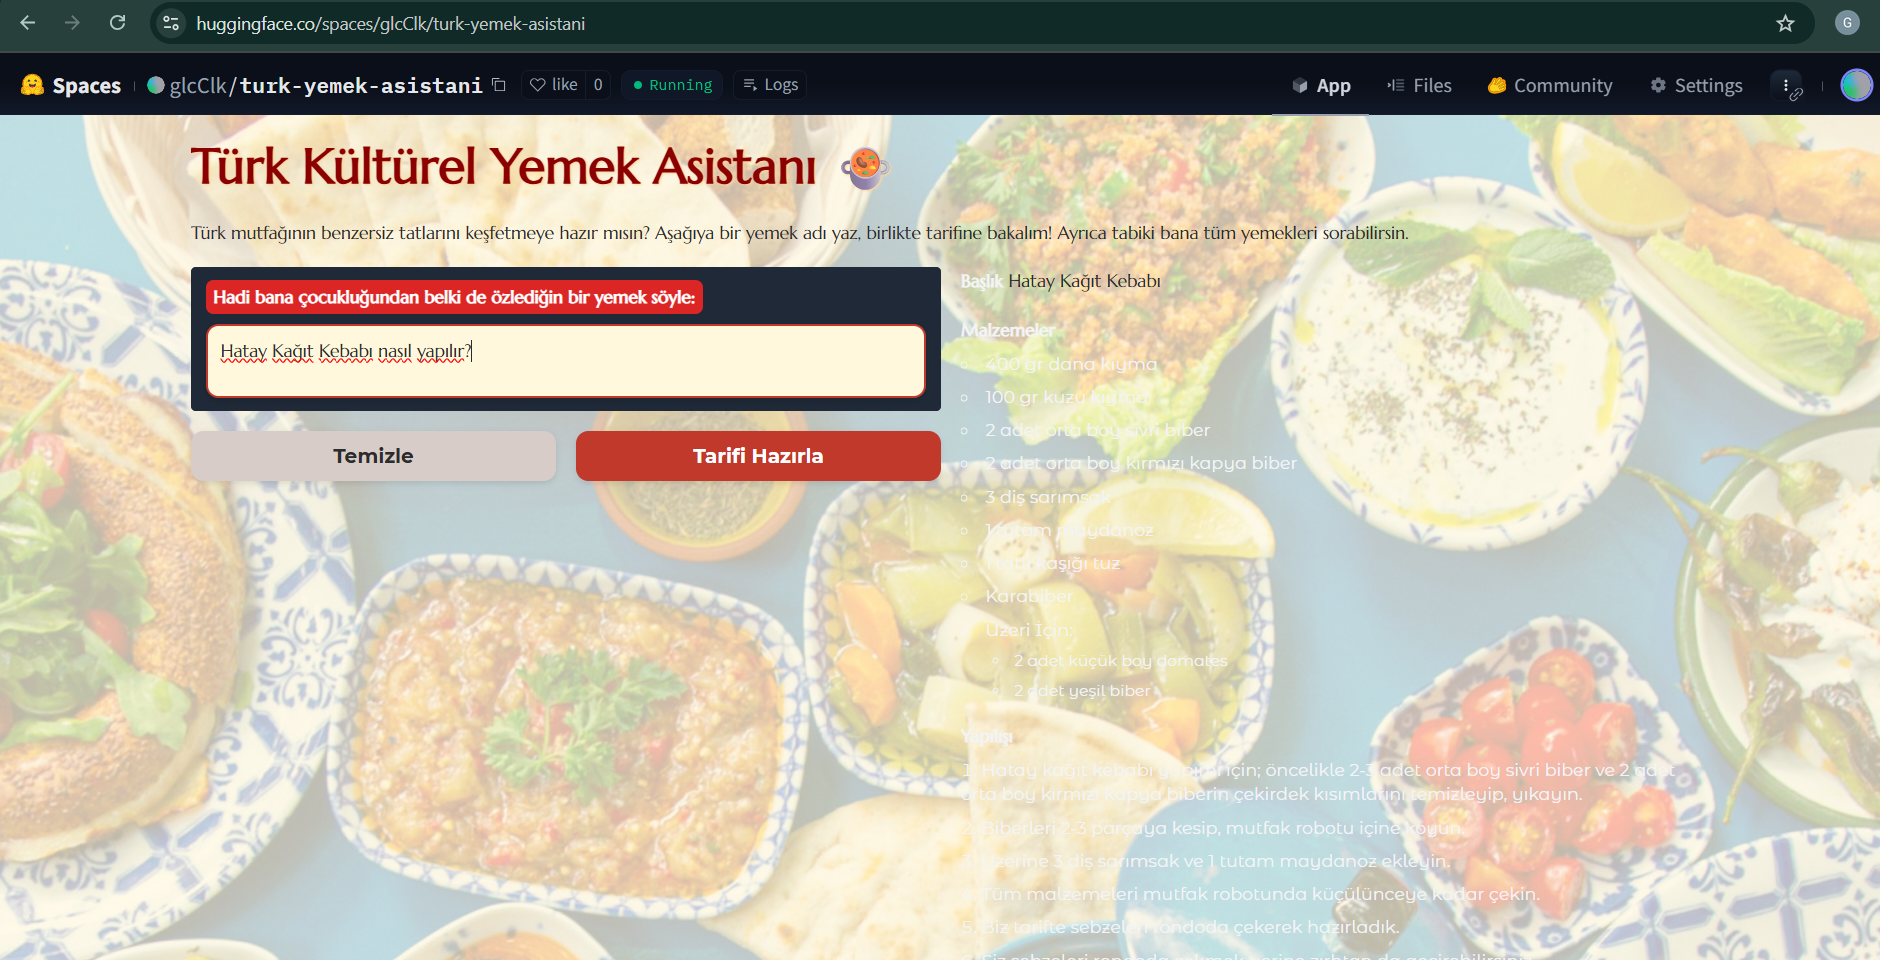 huggingface.co/spaces/glcClk/turk-yemek-asistani
G
Spaces glcClk/turk-yemek-asistani like 0 Running Logs App Files Community Settings
Türk Kültürel Yemek Asistanı
Türk mutfağının benzersiz tatlarını keşfetmeye hazır mısın? Aşağıya bir yemek adı yaz, birlikte tarifine bakalım! Ayrıca tabiki bana tüm yemekleri sorabilirsin.
Hadi bana çocukluğundan belki de özlediğin bir yemek söyle:
Hatay Kağıt Kebabı nasıl yapılır?
Temizle
Tarifi Hazırla
Başlık Hatay Kağıt Kebabı
Malzemeler
400 gr dana kıyma
100 gr kuzu kıyma
2 adet orta boy sivri biber
2 adet orta boy kırmızı kapya biber
3 diş sarımsak
1 tutam maydanoz
kaşığı tuz
Karabiber
Üzeri İçin:
2 adet küçük boy domates
2 adet yeşil biber
Yapılışı
1. Hatay kağıt kebabı yapımı için; öncelikle 2-3 adet orta boy sivri biber ve 2 adet
orta boy kırmızı kapya biberin çekirdek kısımlarını temizleyip, yıkayın.
2. Biberleri 2-3 parçaya kesip, mutfak robotu içine koyun.
3. Üzerine 3 diş sarımsak ve 1 tutam maydanoz ekleyin.
4. Tüm malzemeleri mutfak robotunda küçülünceye kadar çekin.
5. Biz tarifte sebzeleri rondoda çekerek hazırladık.